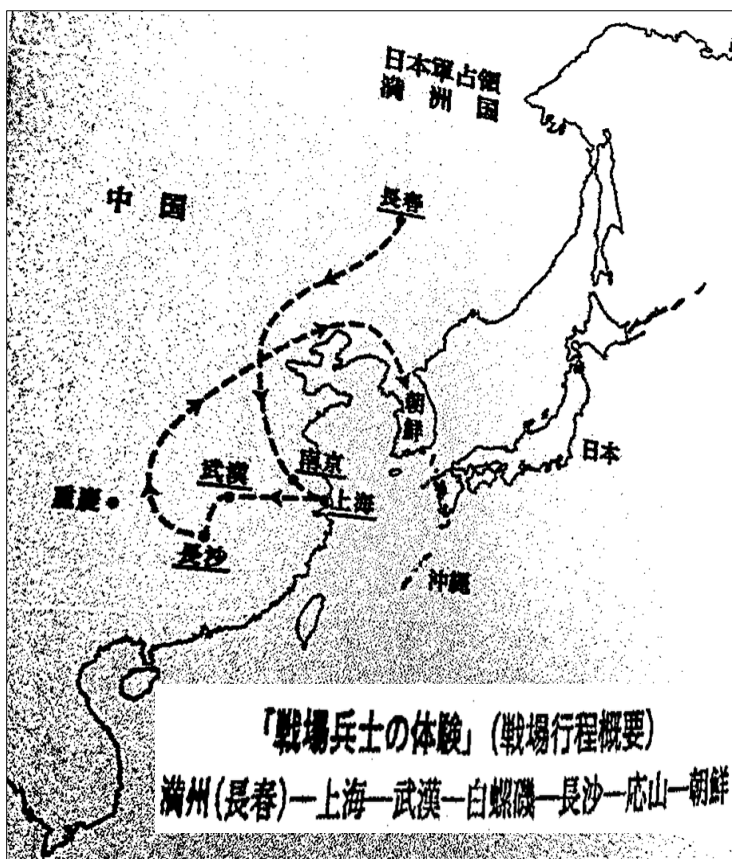 日本軍占領
満洲国
中国
長春
朝鮮
南京
武漢
上海
重慶
長沙
日本
沖縄
「戦場兵士の体験」(戦場行程概要)
満州(長春)―上海―武漢―白螺磯―長沙―応山―朝鮮